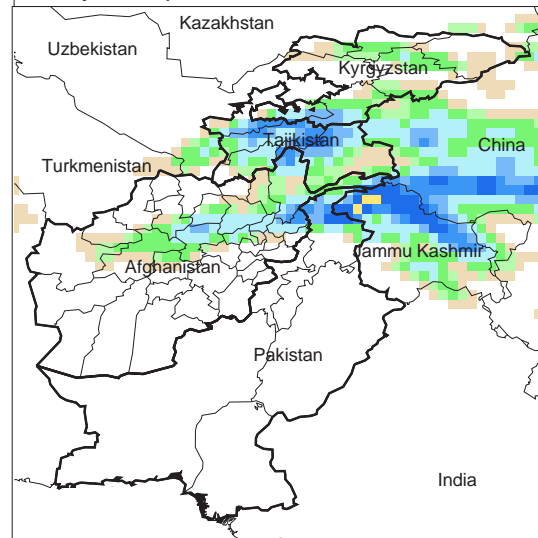 Kazakhstan
Uzbekistan
Kyrgyzstan
Tajikistan
China
Turkmenistan
Jammu Kashmir
Afghanistan
Pakistan
India